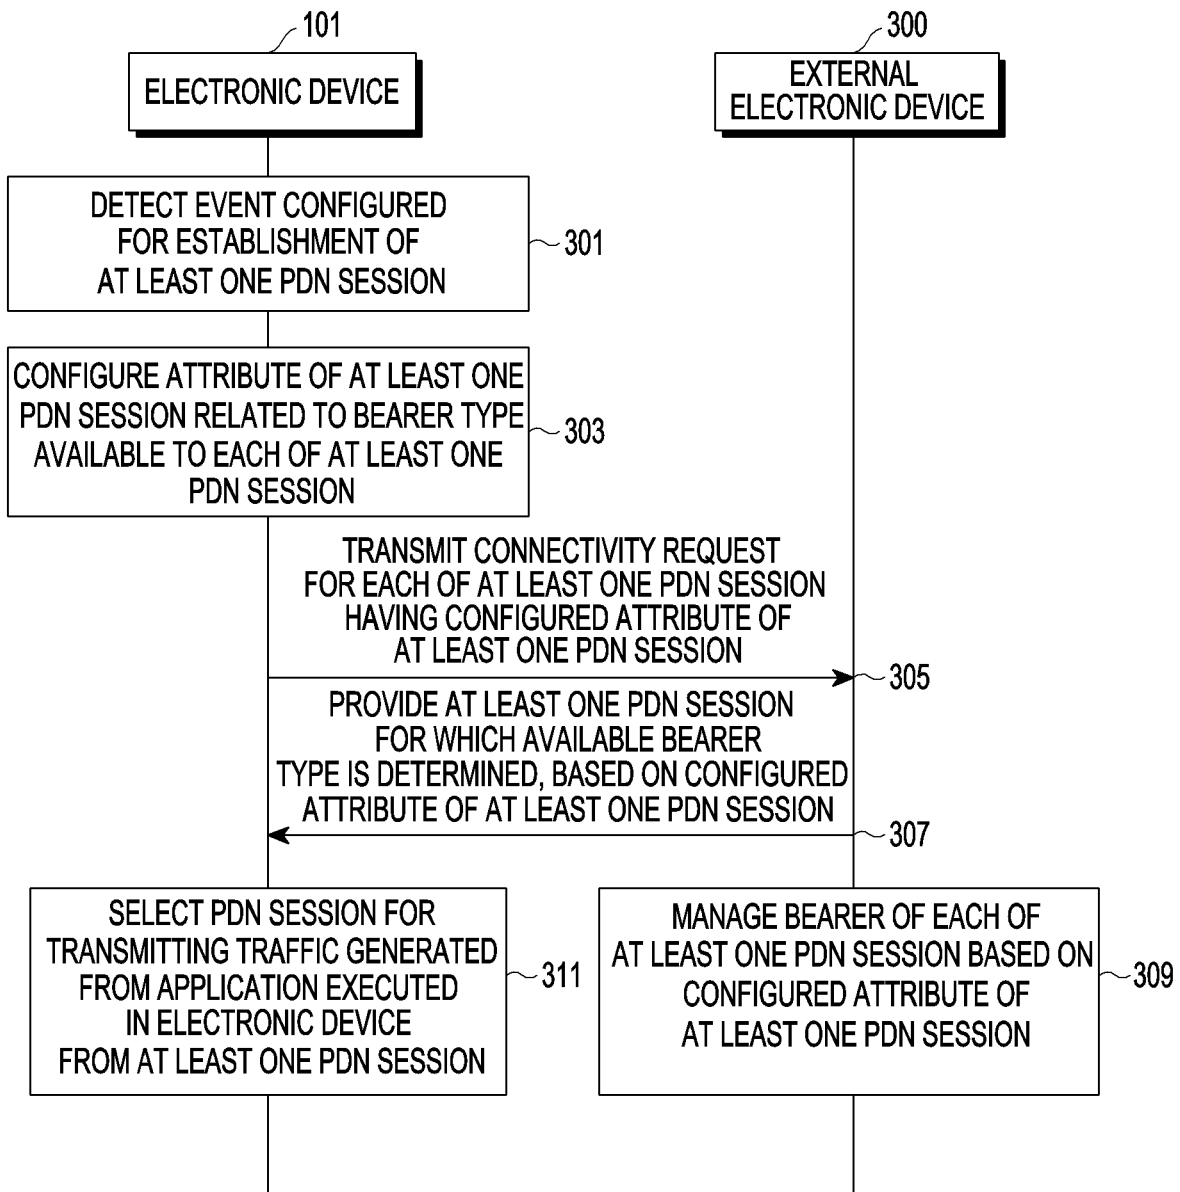 101
ELECTRONIC DEVICE
300
EXTERNAL
ELECTRONIC DEVICE
DETECT EVENT CONFIGURED
FOR ESTABLISHMENT OF
AT LEAST ONE PDN SESSION
301
CONFIGURE ATTRIBUTE OF AT LEAST ONE
PDN SESSION RELATED TO BEARER TYPE
AVAILABLE TO EACH OF AT LEAST ONE
PDN SESSION
303
TRANSMIT CONNECTIVITY REQUEST
FOR EACH OF AT LEAST ONE PDN SESSION
HAVING CONFIGURED ATTRIBUTE OF
AT LEAST ONE PDN SESSION
305
PROVIDE AT LEAST ONE PDN SESSION
FOR WHICH AVAILABLE BEARER
TYPE IS DETERMINED, BASED ON CONFIGURED
ATTRIBUTE OF AT LEAST ONE PDN SESSION
307
SELECT PDN SESSION FOR
TRANSMITTING TRAFFIC GENERATED
FROM APPLICATION EXECUTED
IN ELECTRONIC DEVICE
FROM AT LEAST ONE PDN SESSION
311
MANAGE BEARER OF EACH OF
AT LEAST ONE PDN SESSION BASED ON
CONFIGURED ATTRIBUTE OF
AT LEAST ONE PDN SESSION
309